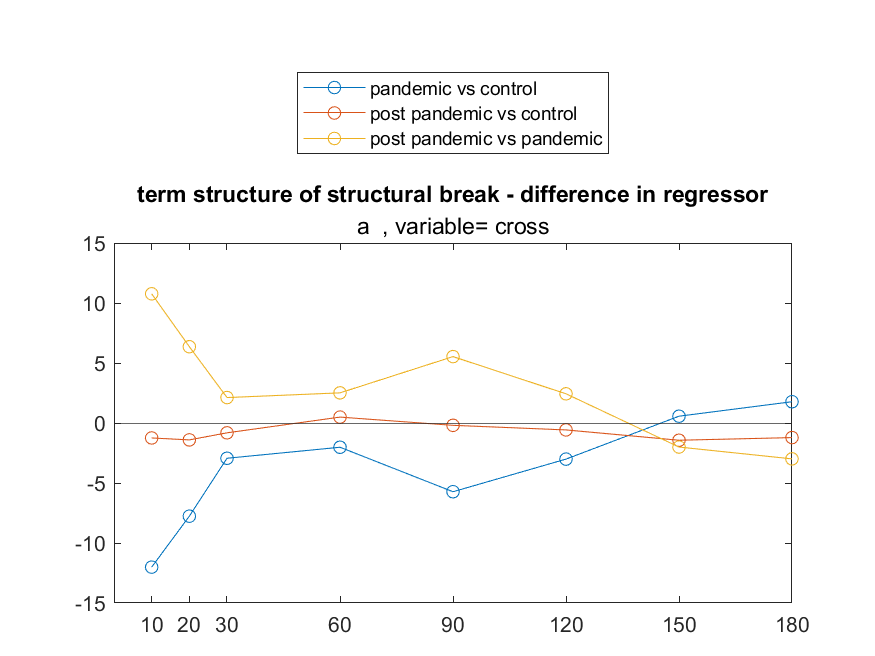 pandemic vs control
post pandemic vs control
post pandemic vs pandemic
term structure of structural break - difference in regressor
a , variable= cross
15
10
5
0
-5
-10
-15
10 20 30 60 90 120 150 180